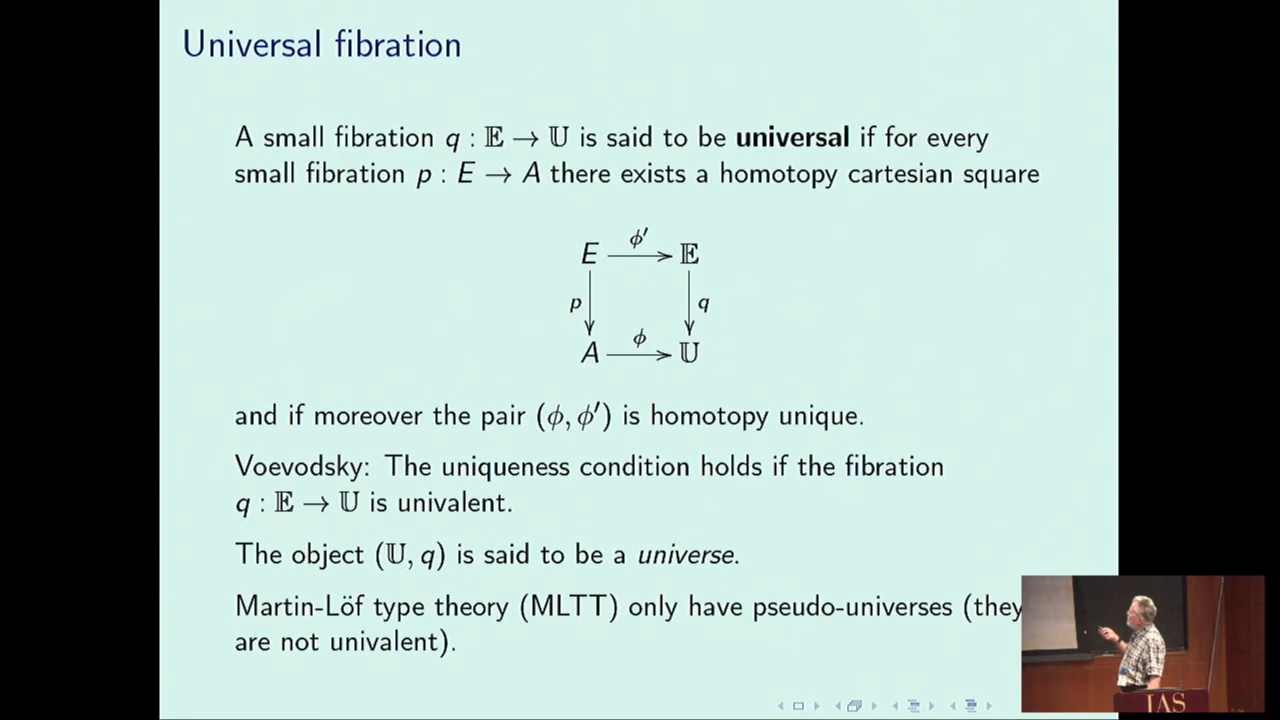 Universal fibration
A small fibration q : 𝔼 → 𝕌 is said to be universal if for every
small fibration p : E → A there exists a homotopy cartesian square
E ϕ′ 𝔼
p q
A ϕ 𝕌
and if moreover the pair (ϕ, ϕ′) is homotopy unique.
Voevodsky: The uniqueness condition holds if the fibration
q : 𝔼 → 𝕌 is univalent.
The object (𝕌, q) is said to be a universe.
Martin-Löf type theory (MLTT) only have pseudo-universes (they
are not univalent).
IAS